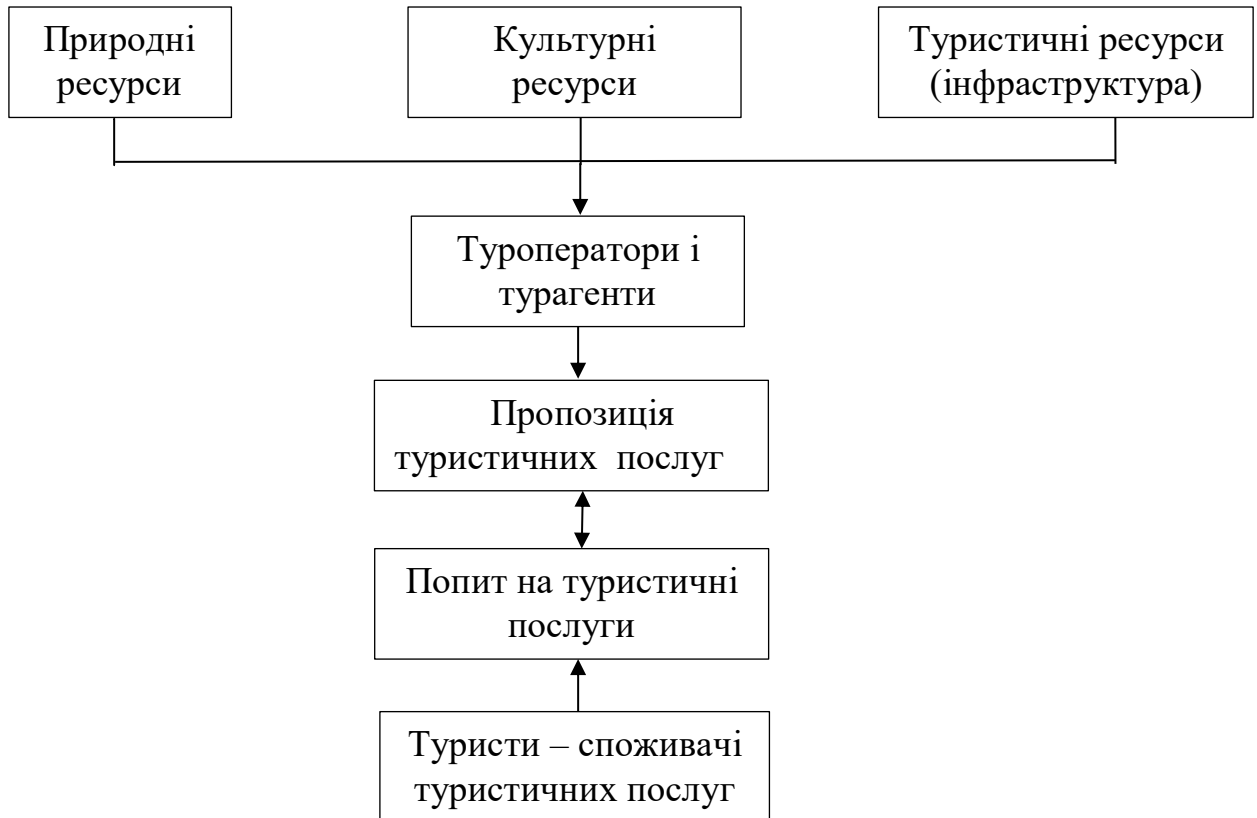 Природні
ресурси
Культурні
ресурси
Туристичні ресурси
(інфраструктура)
Туроператори і
турагенти
Пропозиція
туристичних послуг
Попит на туристичні
послуги
Туристи – споживачі
туристичних послуг